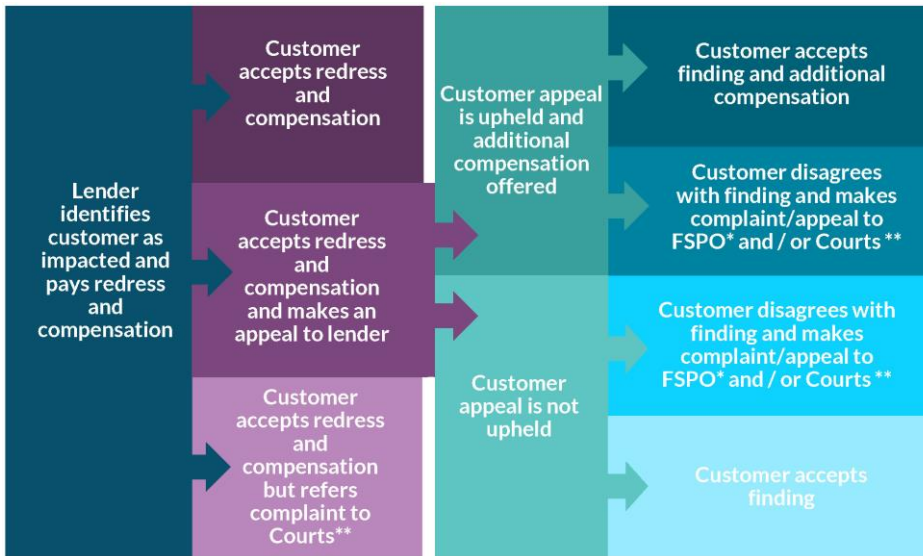 Lender
identifies
customer as
impacted and
pays redress
and
compensation
Customer
accepts redress
and
compensation
Customer
accepts redress
and
compensation
and makes an
appeal to lender
Customer
accepts redress
and
compensation
but refers
complaint to
Courts**
Customer appeal
is upheld and
additional
compensation
offered
Customer
appeal is not
upheld
Customer accepts
finding and additional
compensation
Customer disagrees
with finding and makes
complaint/appeal to
FSPO* and / or Courts **
Customer disagrees with
finding and makes
complaint/appeal to
FSPO* and / or Courts **
Customer accepts
finding